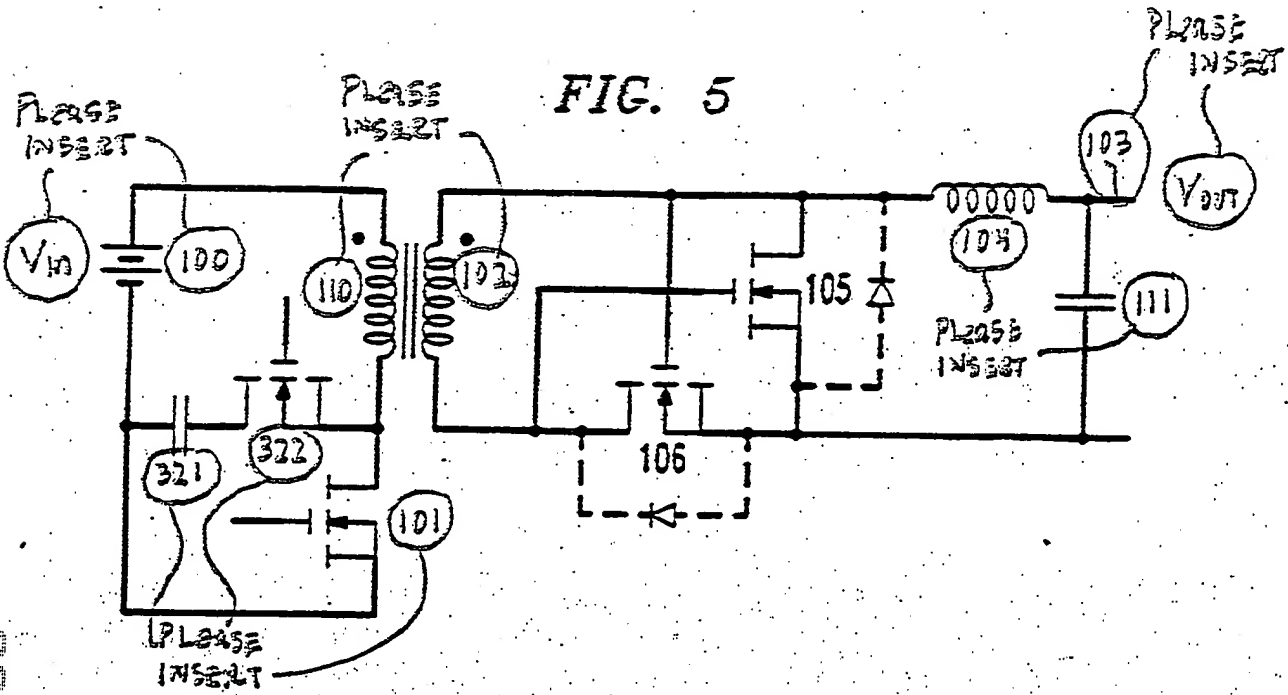 PLEASE
INSERT
FIG. 5
PLEASE
INSERT
PLEASE
INSERT
103
VOUT
Vin
100
110
102
105
104
111
PLEASE
INSERT
321
322
106
101
PLEASE
INSERT